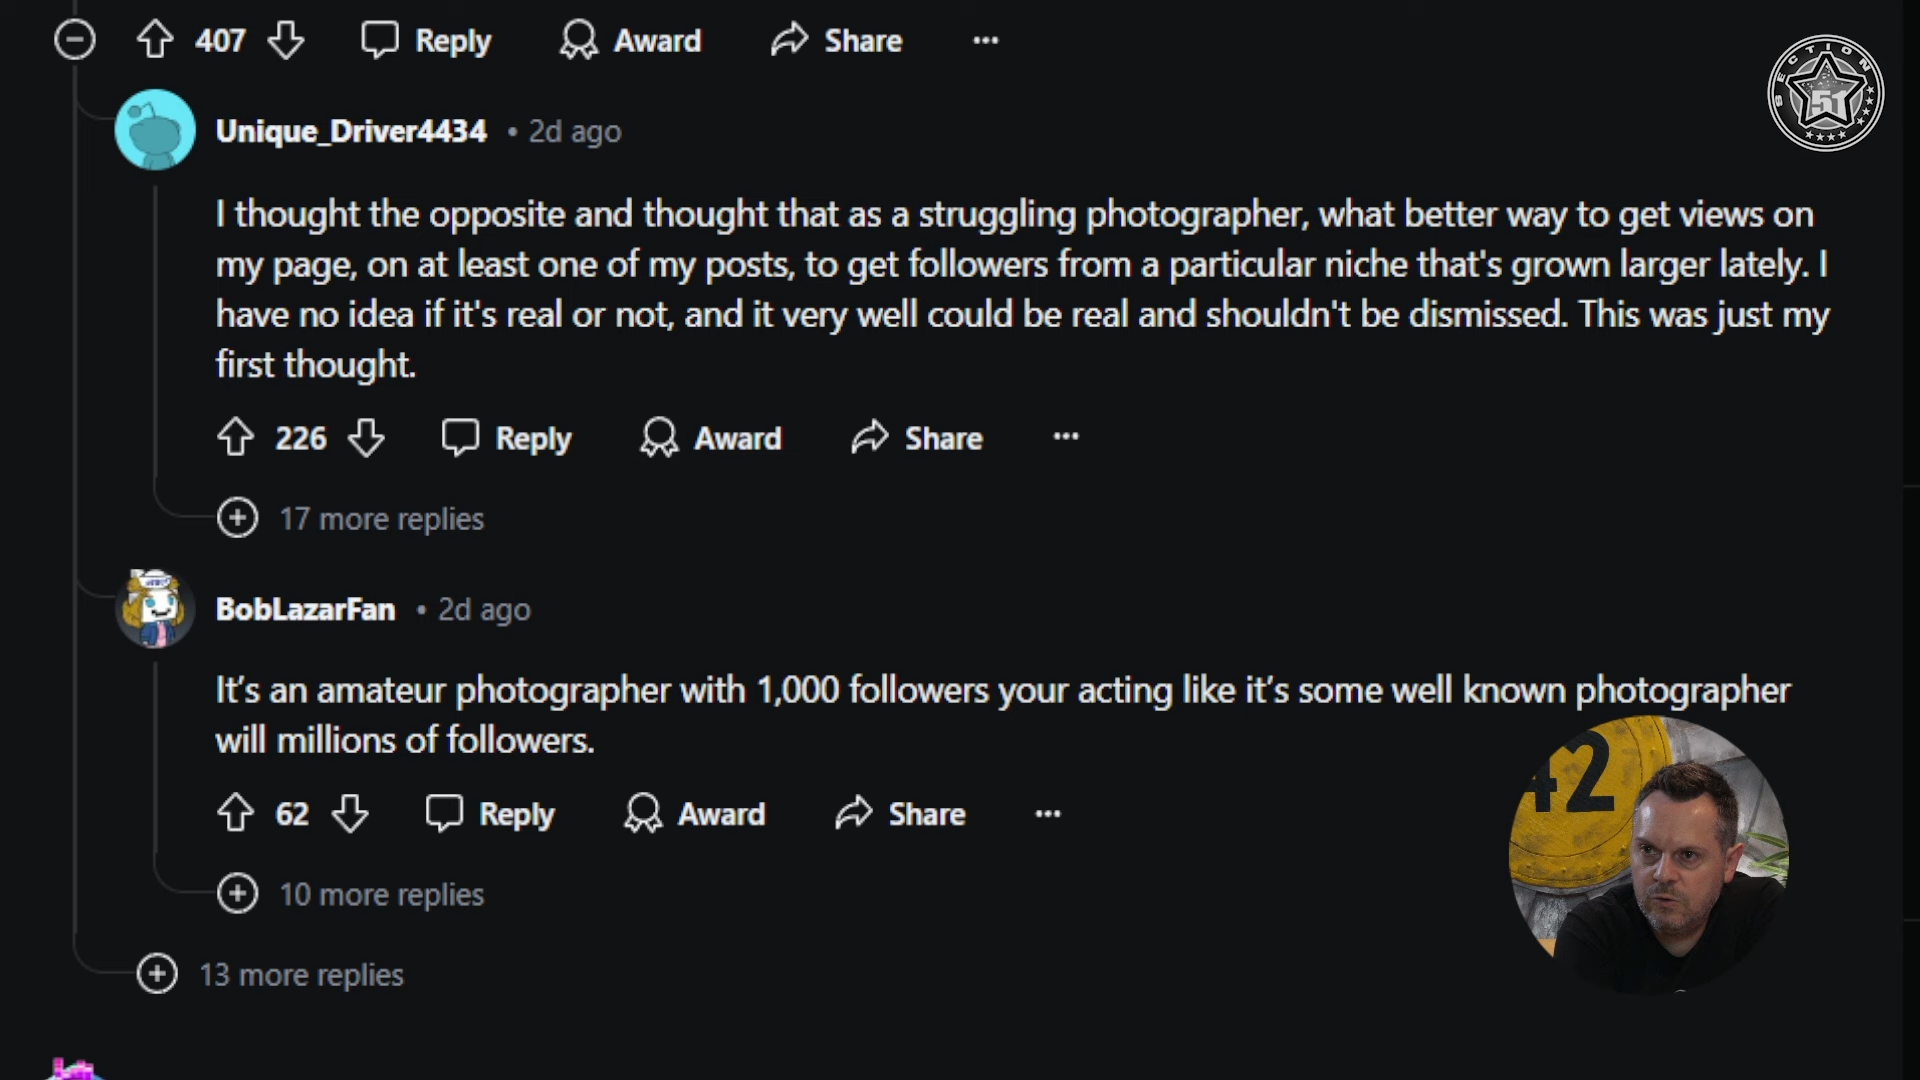 407 Reply Award Share
SECTION
51
Unique_Driver4434 • 2d ago
I thought the opposite and thought that as a struggling photographer, what better way to get views on
my page, on at least one of my posts, to get followers from a particular niche that's grown larger lately. I
have no idea if it's real or not, and it very well could be real and shouldn't be dismissed. This was just my
first thought.
226 Reply Award Share
17 more replies
BobLazarFan • 2d ago
It’s an amateur photographer with 1,000 followers your acting like it’s some well known photographer
will millions of followers.
42
62 Reply Award Share
10 more replies
13 more replies